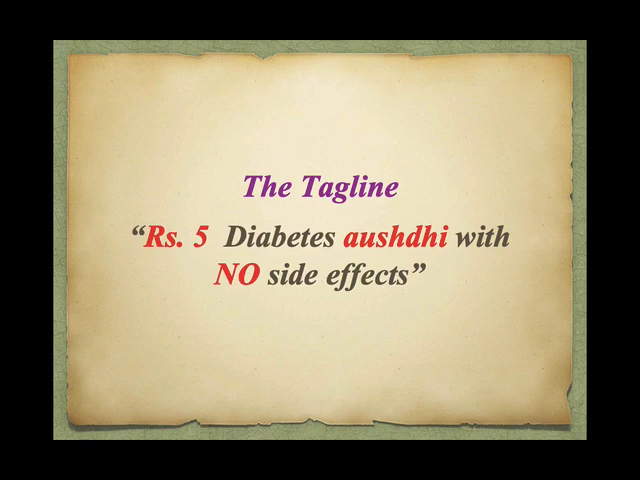 The Tagline
“Rs. 5 Diabetes aushdhi with
NO side effects”